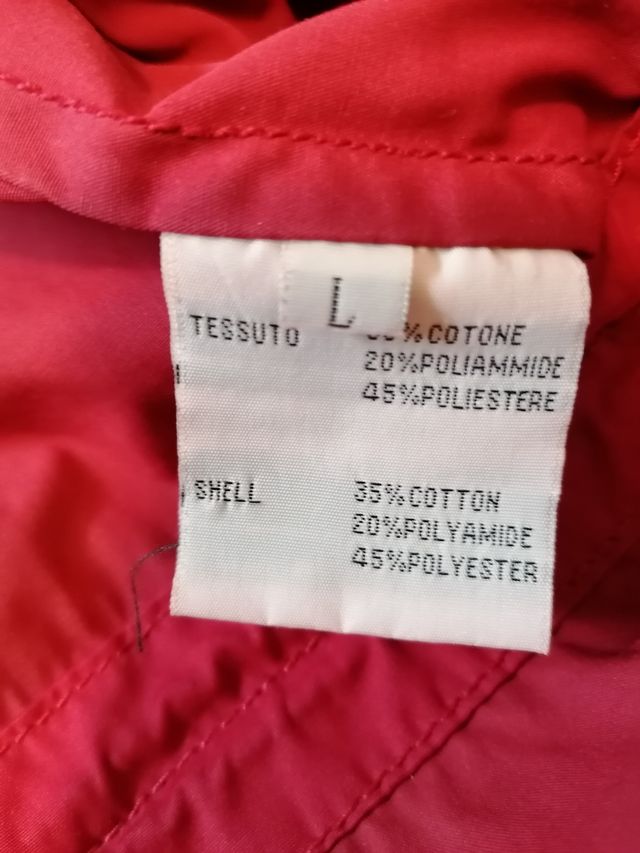 L
TESSUTO %COTONE
20%POLIAMMIDE
45%POLIESTERE
SHELL 35%COTTON
20%POLYAMIDE
45%POLYESTER